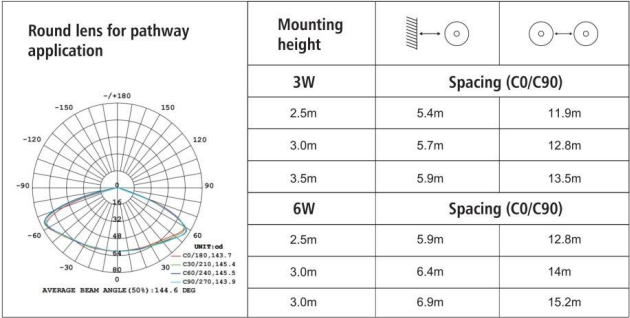 Round lens for pathway
application
Mounting
height
3W Spacing (C0/C90)
2.5m 5.4m 11.9m
3.0m 5.7m 12.8m
3.5m 5.9m 13.5m
6W Spacing (C0/C90)
2.5m 5.9m 12.8m
3.0m 6.4m 14m
3.0m 6.9m 15.2m
-/+180
-150 150
-120 120
-90 0 90
16
32
-60 48 60
UNIT:cd
64 C0/180,143.7
-30 30 C30/210,145.4
80 C60/240,145.5
0 C90/270,143.9
AVERAGE BEAM ANGLE(50%):144.6 DEG